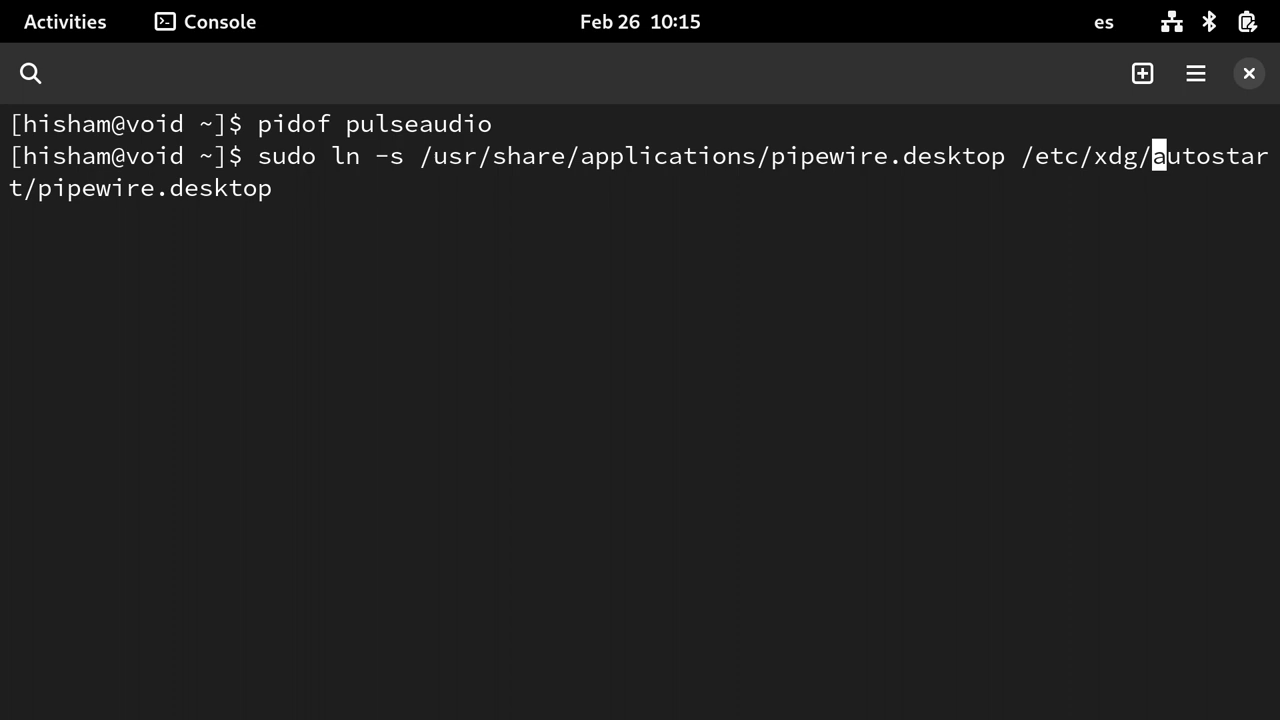 Activities Console Feb 26 10:15 es
[hisham@void ~]$ pidof pulseaudio
[hisham@void ~]$ sudo ln -s /usr/share/applications/pipewire.desktop /etc/xdg/autostar
t/pipewire.desktop